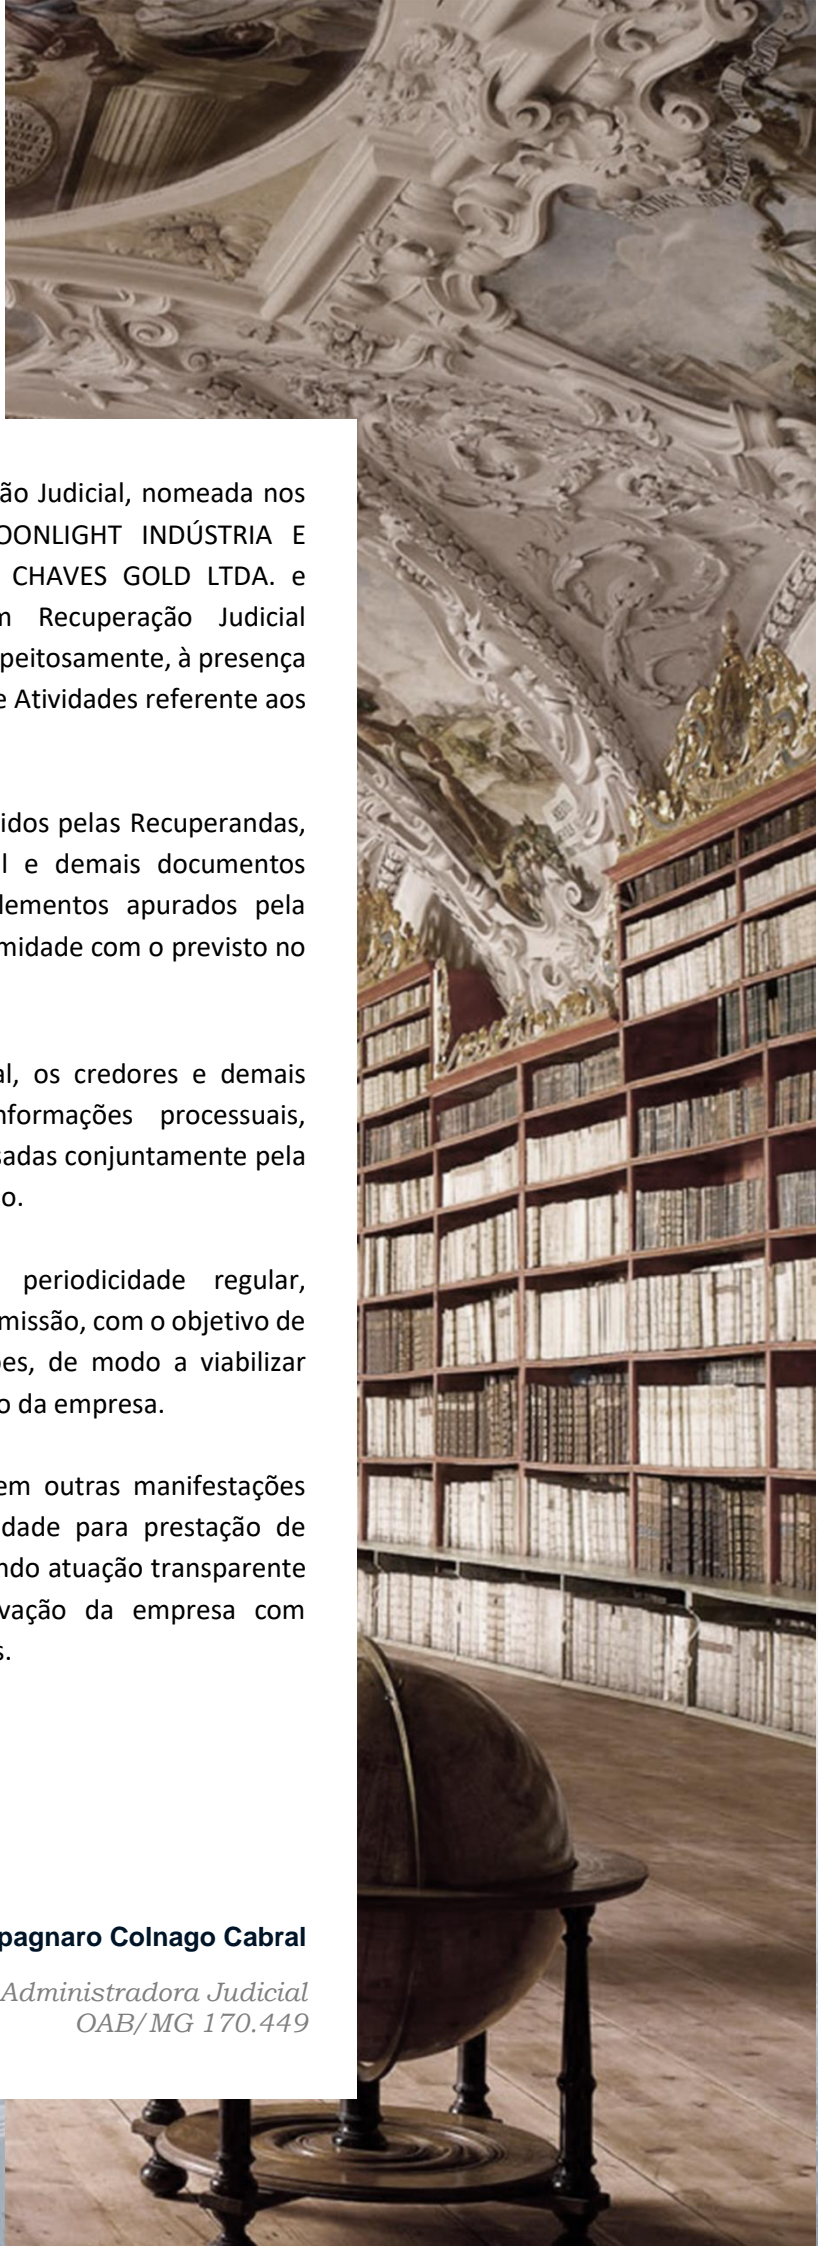 ão Judicial, nomeada nos
OONLIGHT INDÚSTRIA E
CHAVES GOLD LTDA. e
m Recuperação Judicial
peitosamente, à presença
e Atividades referente aos
idos pelas Recuperandas,
l e demais documentos
lementos apurados pela
midade com o previsto no
al, os credores e demais
nformações processuais,
sadas conjuntamente pela
o.
periodicidade regular,
missão, com o objetivo de
ões, de modo a viabilizar
o da empresa.
em outras manifestações
dade para prestação de
ndo atuação transparente
vação da empresa com
s.
pagnaro Colnago Cabral
Administradora Judicial
OAB/MG 170.449